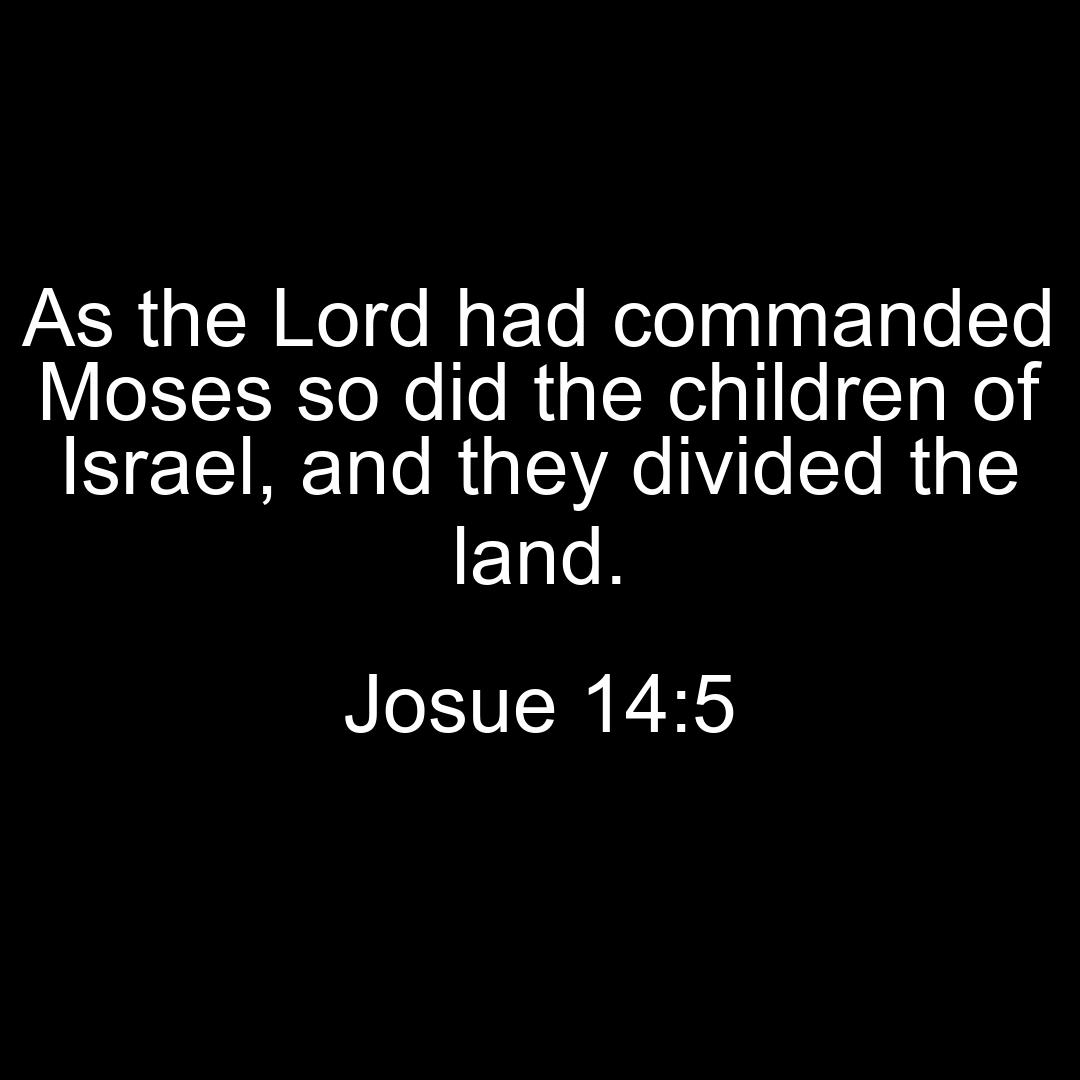 As the Lord had commanded
Moses so did the children of
Israel, and they divided the
land.
Josue 14:5